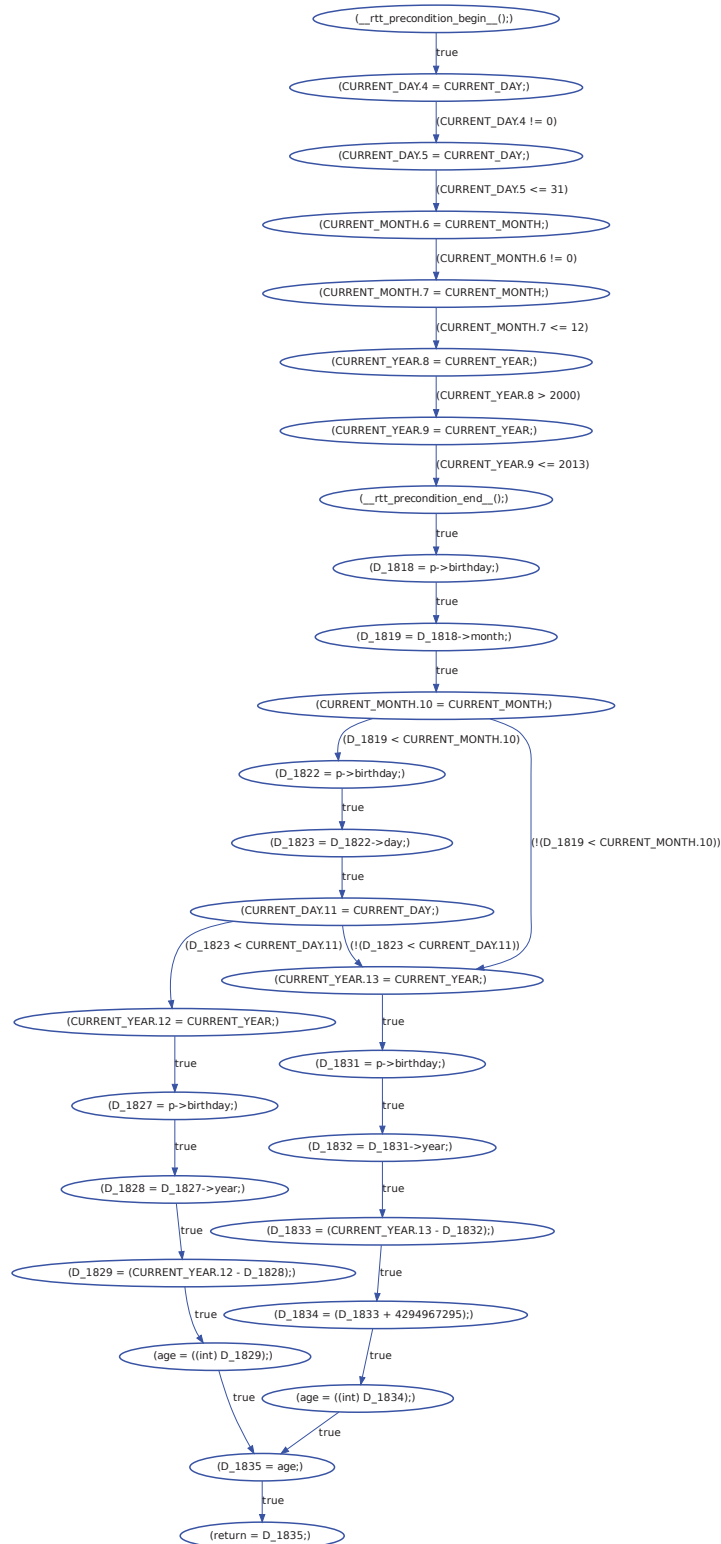 (__rtt_precondition_begin__();)
true
(CURRENT_DAY.4 = CURRENT_DAY;)
(CURRENT_DAY.4 != 0)
(CURRENT_DAY.5 = CURRENT_DAY;)
(CURRENT_DAY.5 <= 31)
(CURRENT_MONTH.6 = CURRENT_MONTH;)
(CURRENT_MONTH.6 != 0)
(CURRENT_MONTH.7 = CURRENT_MONTH;)
(CURRENT_MONTH.7 <= 12)
(CURRENT_YEAR.8 = CURRENT_YEAR;)
(CURRENT_YEAR.8 > 2000)
(CURRENT_YEAR.9 = CURRENT_YEAR;)
(CURRENT_YEAR.9 <= 2013)
(__rtt_precondition_end__();)
true
(D_1818 = p->birthday;)
true
(D_1819 = D_1818->month;)
true
(CURRENT_MONTH.10 = CURRENT_MONTH;)
(D_1819 < CURRENT_MONTH.10)
(D_1822 = p->birthday;)
true
(D_1823 = D_1822->day;)
(!(D_1819 < CURRENT_MONTH.10))
true
(CURRENT_DAY.11 = CURRENT_DAY;)
(D_1823 < CURRENT_DAY.11)
(!(D_1823 < CURRENT_DAY.11))
(CURRENT_YEAR.13 = CURRENT_YEAR;)
(CURRENT_YEAR.12 = CURRENT_YEAR;)
true
(D_1831 = p->birthday;)
true
(D_1827 = p->birthday;)
true
(D_1832 = D_1831->year;)
true
(D_1828 = D_1827->year;)
true
(D_1833 = (CURRENT_YEAR.13 - D_1832);)
true
(D_1829 = (CURRENT_YEAR.12 - D_1828);)
true
(D_1834 = (D_1833 + 4294967295);)
true
(age = ((int) D_1829);)
true
(age = ((int) D_1834);)
true
true
(D_1835 = age;)
true
(return = D_1835;)